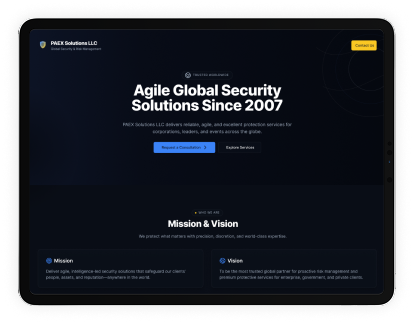 PAEX Solutions LLC
Global Security & Risk Management
Contact Us
TRUSTED WORLDWIDE
Agile Global Security
Solutions Since 2007
PAEX Solutions LLC delivers reliable, agile, and excellent protection services for
corporations, leaders, and events across the globe.
Request a Consultation
Explore Services
WHO WE ARE
Mission & Vision
We protect what matters with precision, discretion, and world-class expertise.
Mission
Deliver agile, intelligence-led security solutions that safeguard our clients'
people, assets, and reputation—anywhere in the world.
Vision
To be the most trusted global partner for proactive risk management and
premium protective services for enterprise, government, and private clients.